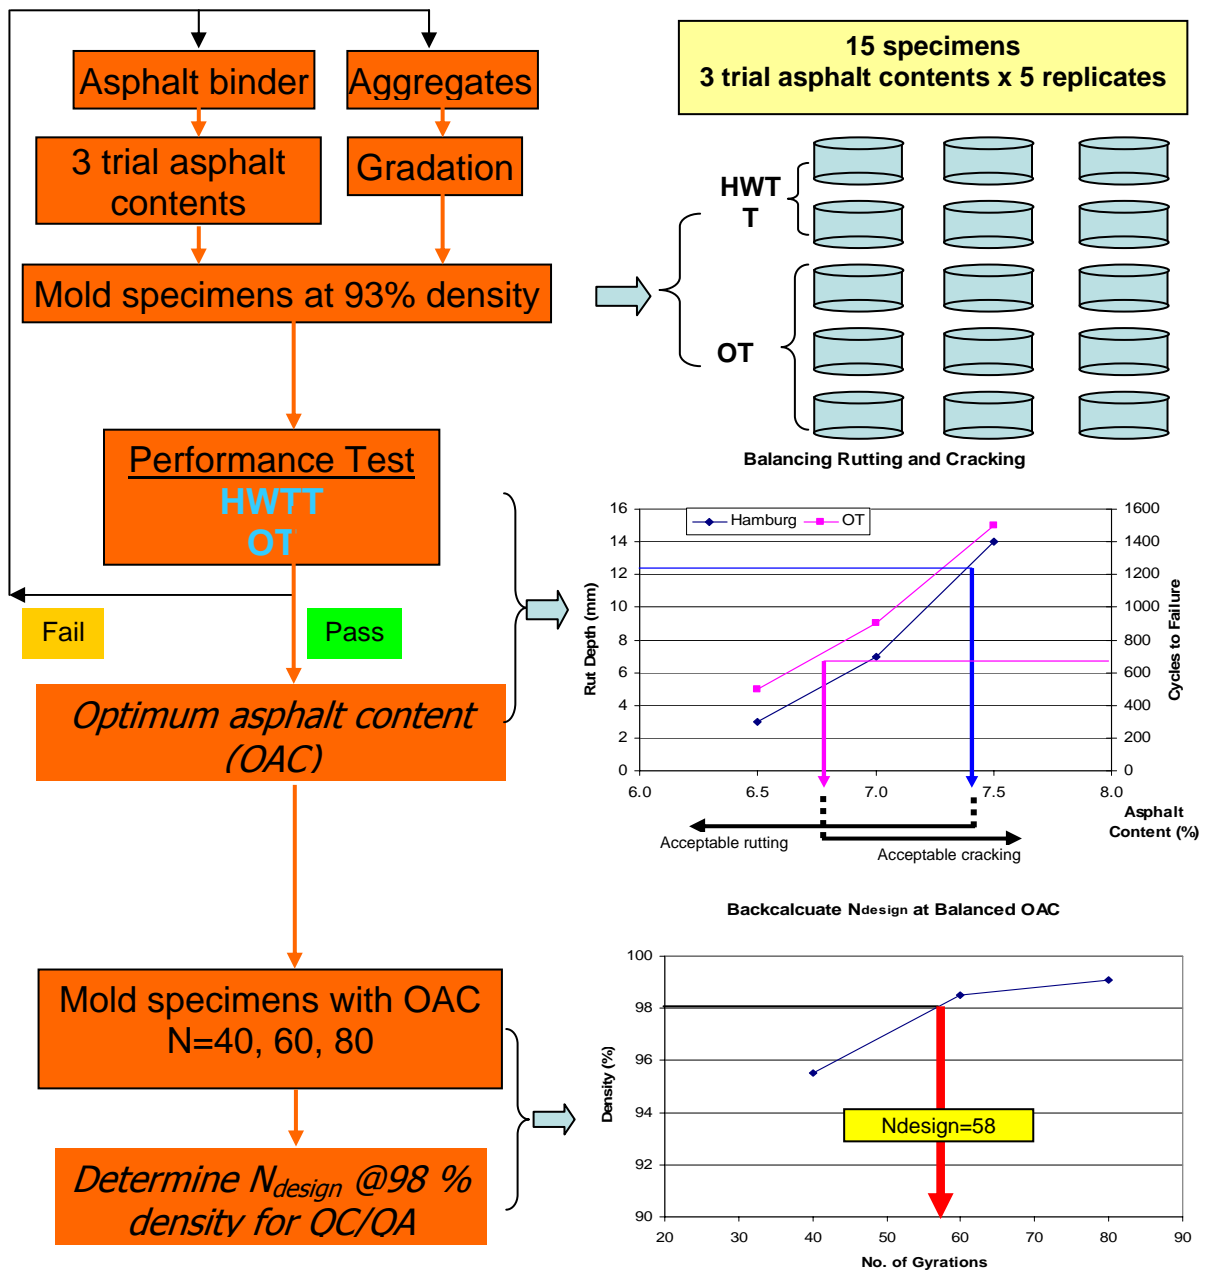 Asphalt binder
Aggregates
3 trial asphalt
contents
Gradation
Mold specimens at 93% density
15 specimens
3 trial asphalt contents x 5 replicates
HWT
T
OT
Performance Test
HWTT
OT
Fail
Pass
Optimum asphalt content
(OAC)
Balancing Rutting and Cracking
Hamburg
OT
16
14
12
10
8
6
4
2
0
Rut Depth (mm)
1600
1400
1200
1000
800
600
400
200
0
Cycles to Failure
6.0
6.5
7.0
7.5
8.0
Asphalt
Content (%)
Acceptable rutting
Acceptable cracking
Mold specimens with OAC
N=40, 60, 80
Determine Ndesign @98 %
density for QC/QA
Backcalcuate Ndesign at Balanced OAC
100
98
96
94
92
90
Density (%)
Ndesign=58
20
30
40
50
60
70
80
90
No. of Gyrations